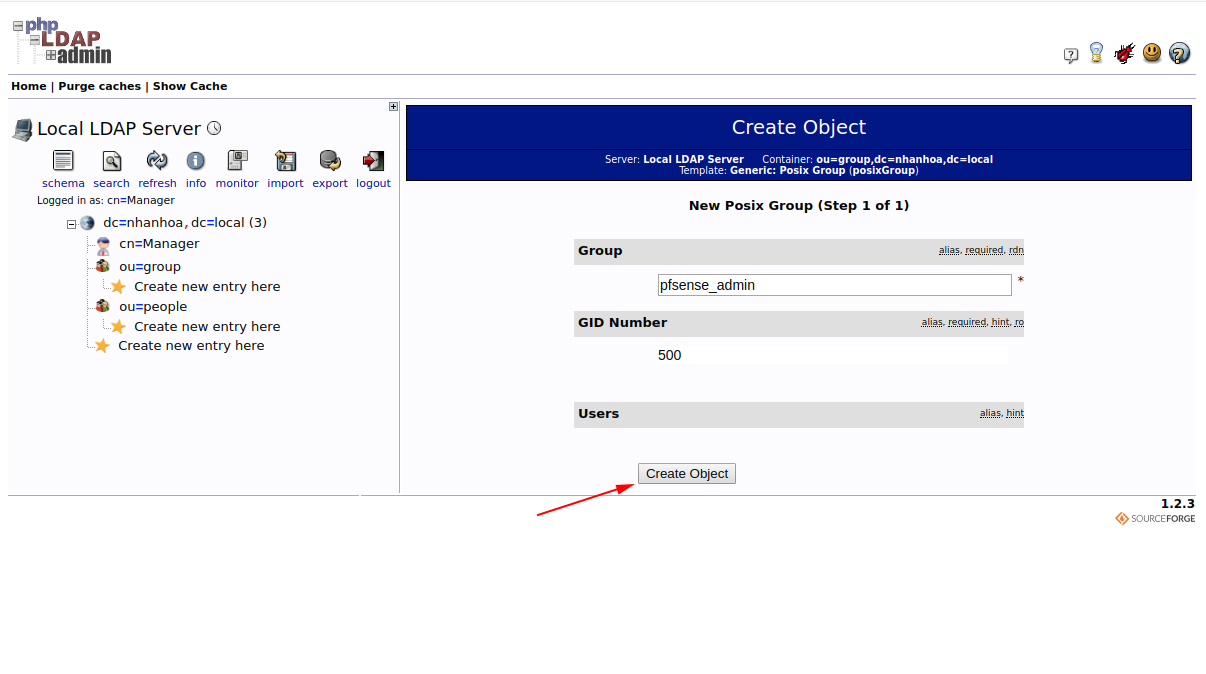 php
LDAP
admin
Home | Purge caches | Show Cache
Local LDAP Server
schema search refresh info monitor import export logout
Logged in as: cn=Manager
dc=nhanhoa,dc=local (3)
cn=Manager
ou=group
Create new entry here
ou=people
Create new entry here
Create new entry here
Create Object
Server: Local LDAP Server Container: ou=group,dc=nhanhoa,dc=local
Template: Generic: Posix Group (posixGroup)
New Posix Group (Step 1 of 1)
Group alias, required, rdn
pfsense_admin *
GID Number alias, required, hint, ro
500
Users alias, hint
Create Object
1.2.3
SOURCEFORGE